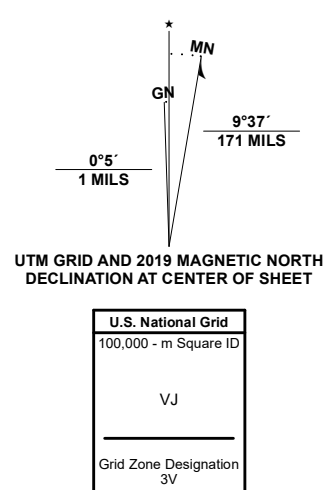 ★
MN
GN
9°37´
171 MILS
0°5´
1 MILS
UTM GRID AND 2019 MAGNETIC NORTH
DECLINATION AT CENTER OF SHEET
U.S. National Grid
100,000 - m Square ID
VJ
Grid Zone Designation
3V